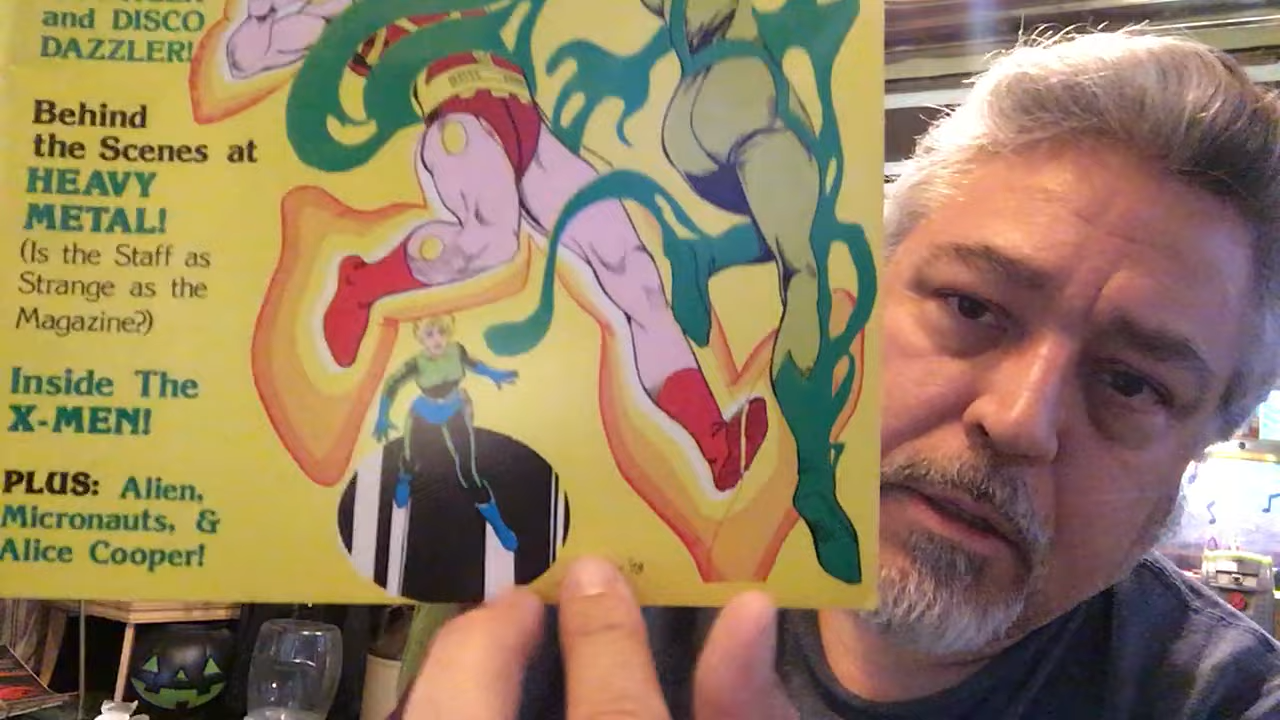 and DISCO
DAZZLER!
Behind
the Scenes at
HEAVY
METAL!
(Is the Staff as
Strange as the
Magazine?)
Inside The
X-MEN!
PLUS: Alien,
Micronauts, &
Alice Cooper!